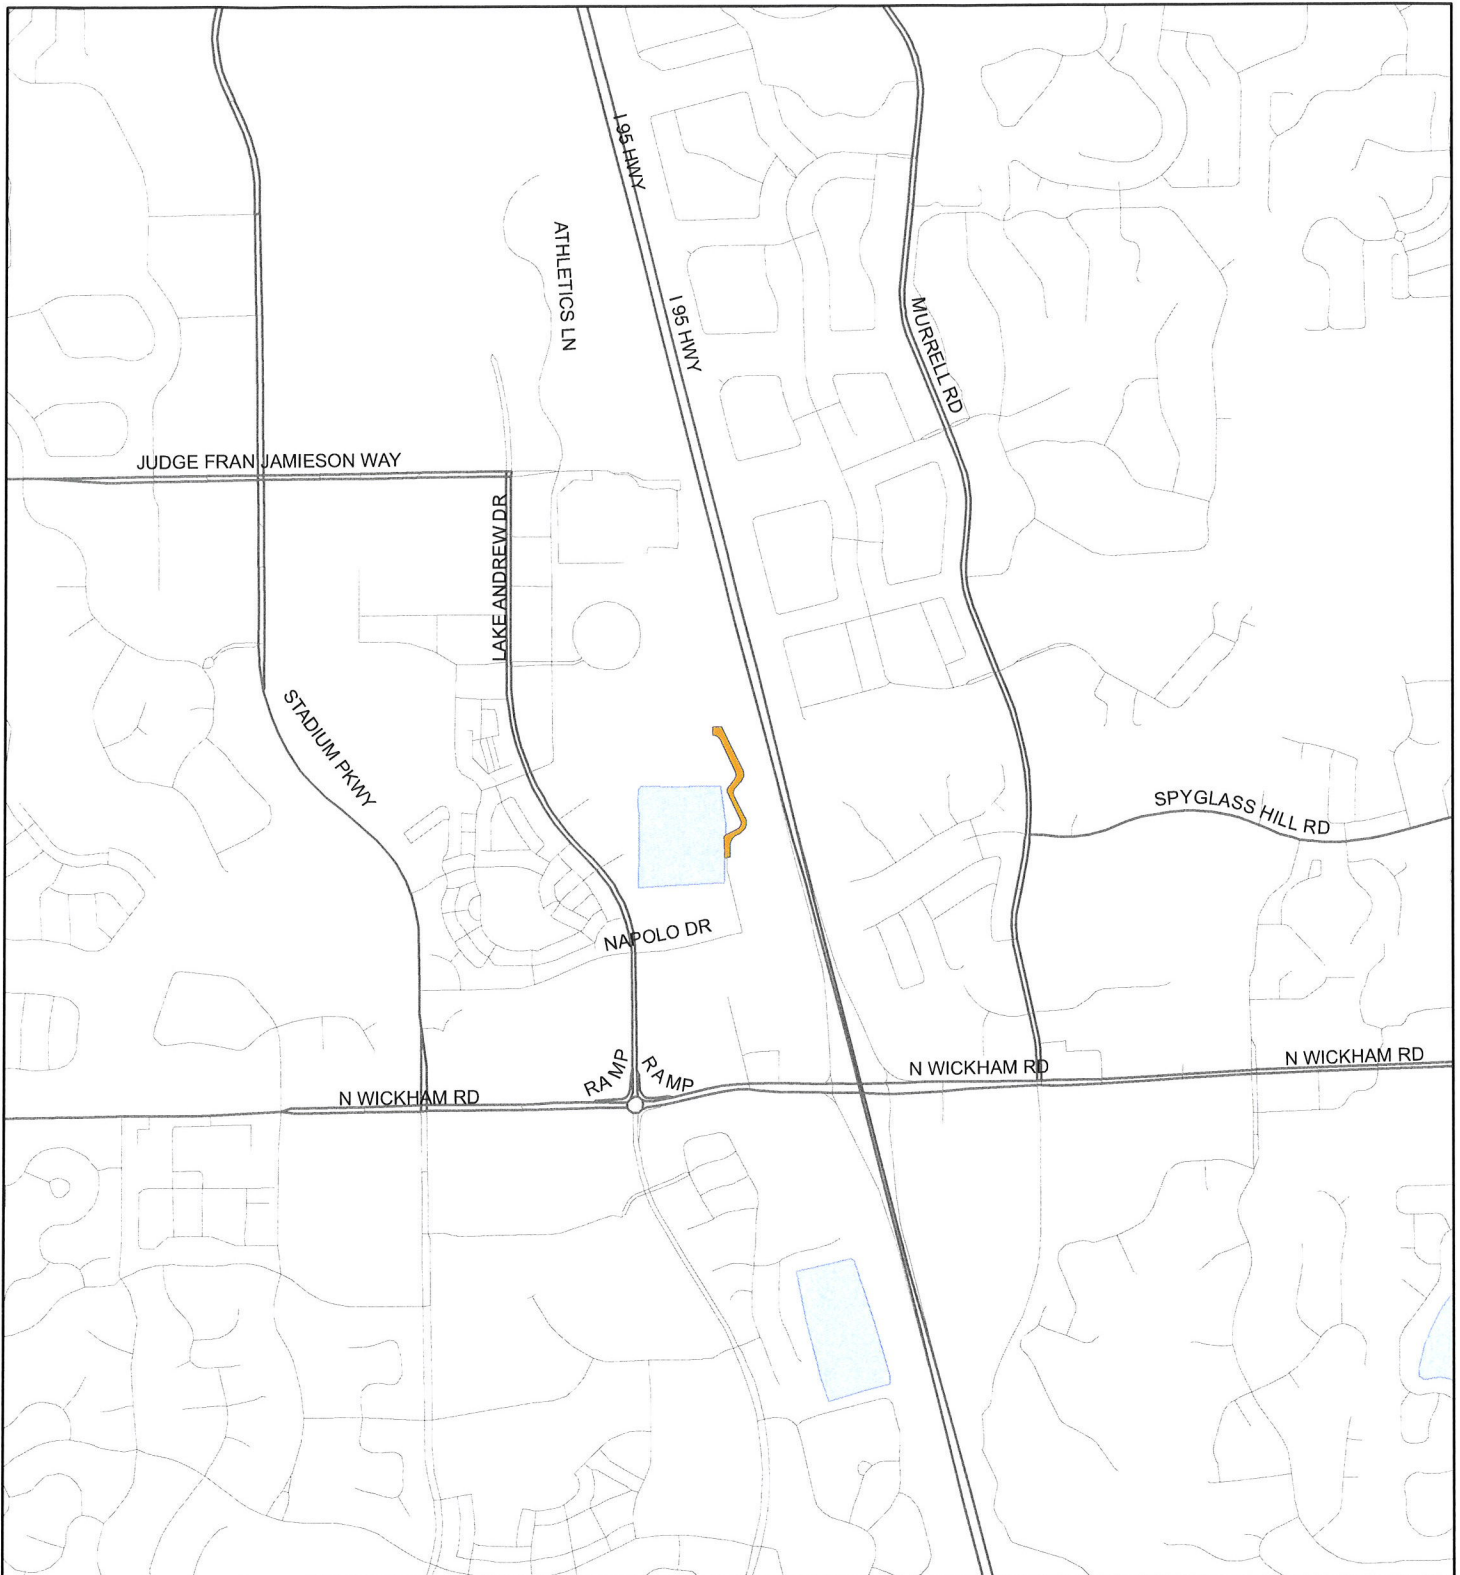 I 95 HWY
ATHLETICS LN
I 95 HWY
MURRELL RD
JUDGE FRAN JAMIESON WAY
LAKE ANDREW DR
STADIUM PKWY
SPYGLASS HILL RD
NAPOLO DR
RAMP
RAMP
N WICKHAM RD
N WICKHAM RD
N WICKHAM RD